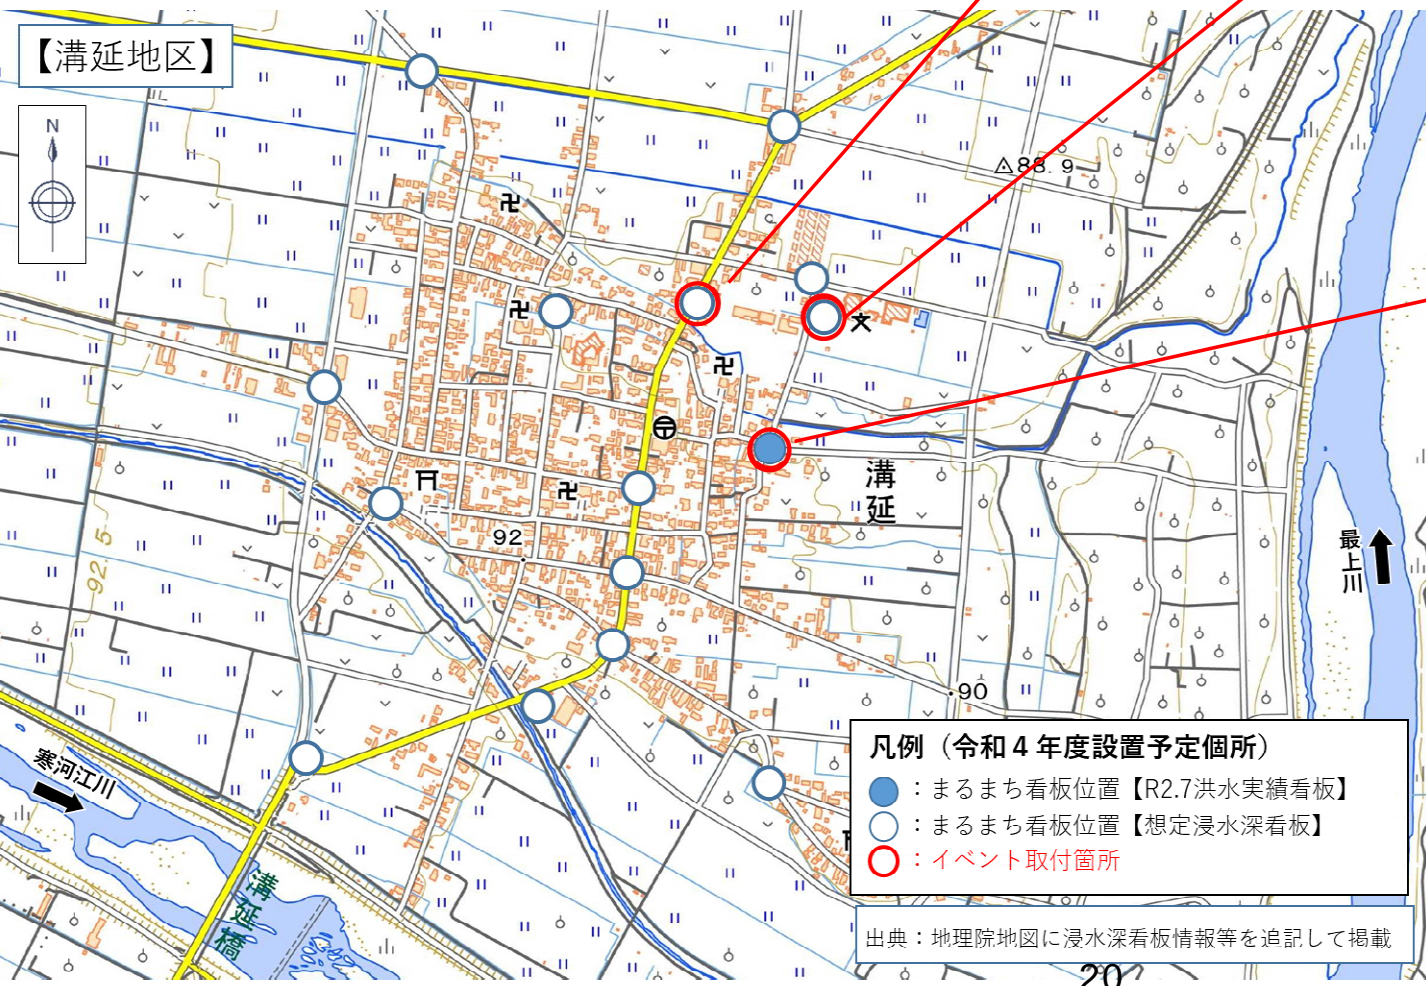 【溝延地区】
N
88.9
文
溝延
92
92.5
90
最上川
寒河江川
溝延橋
凡例（令和４年度設置予定個所）
：まるまち看板位置【R2.7洪水実績看板】
：まるまち看板位置【想定浸水深看板】
：イベント取付箇所
出典：地理院地図に浸水深看板情報等を追記して掲載
20